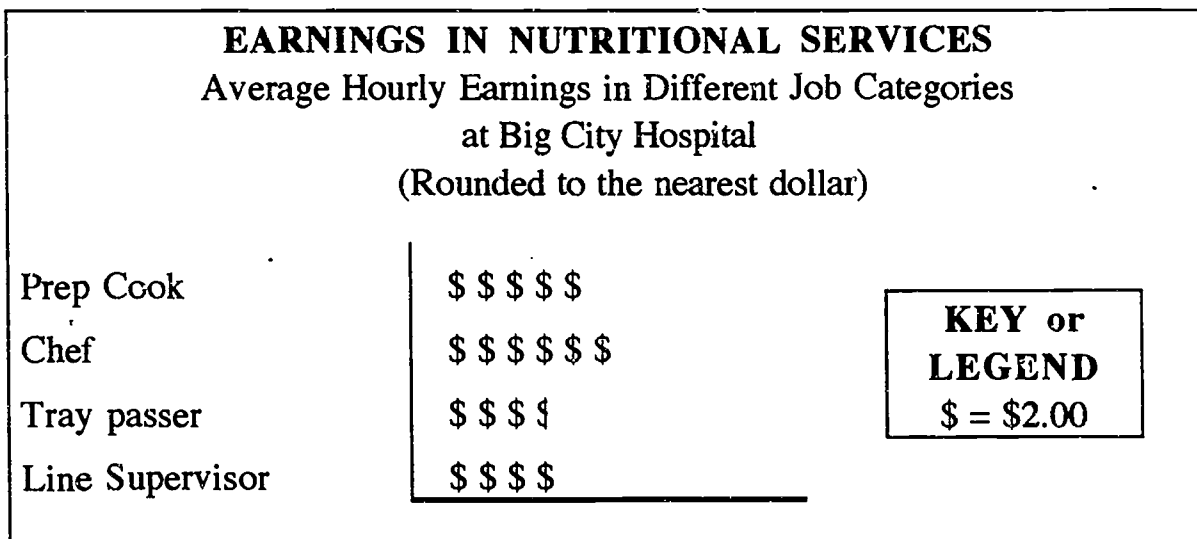 EARNINGS IN NUTRITIONAL SERVICES
Average Hourly Earnings in Different Job Categories
at Big City Hospital
(Rounded to the nearest dollar)
Prep Cook $ $ $ $ $
Chef $ $ $ $ $ $
Tray passer $ $ $ $
Line Supervisor $ $ $ $
KEY or
LEGEND
$ = $2.00